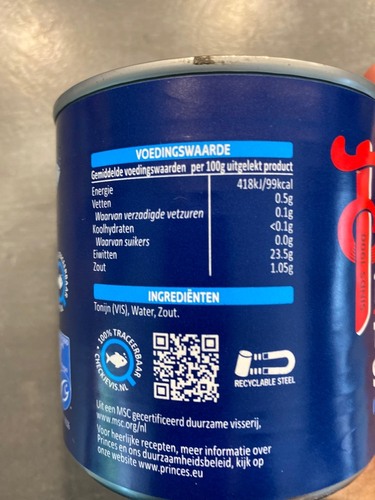 VOEDINGSWAARDE
Gemiddelde voedingswaarden per 100g uitgelekt product
Energie 418kJ/99kcal
Vetten 0.5g
Waarvan verzadigde vetzuren 0.1g
Koolhydraten <0.1g
Waarvan suikers 0.0g
Eiwitten 23.5g
Zout 1.05g
INGREDIËNTEN
Tonijn (VIS), Water, Zout.
100% TRACEERBAAR
CHECKJEVIS.NL
RECYCLABLE STEEL
Uit een MSC gecertificeerd duurzame visserij,
www.msc.org/nl
Voor heerlijke recepten, meer informatie over
Princes en ons duurzaamheidsbeleid, kijk op
onze website www.princes.eu